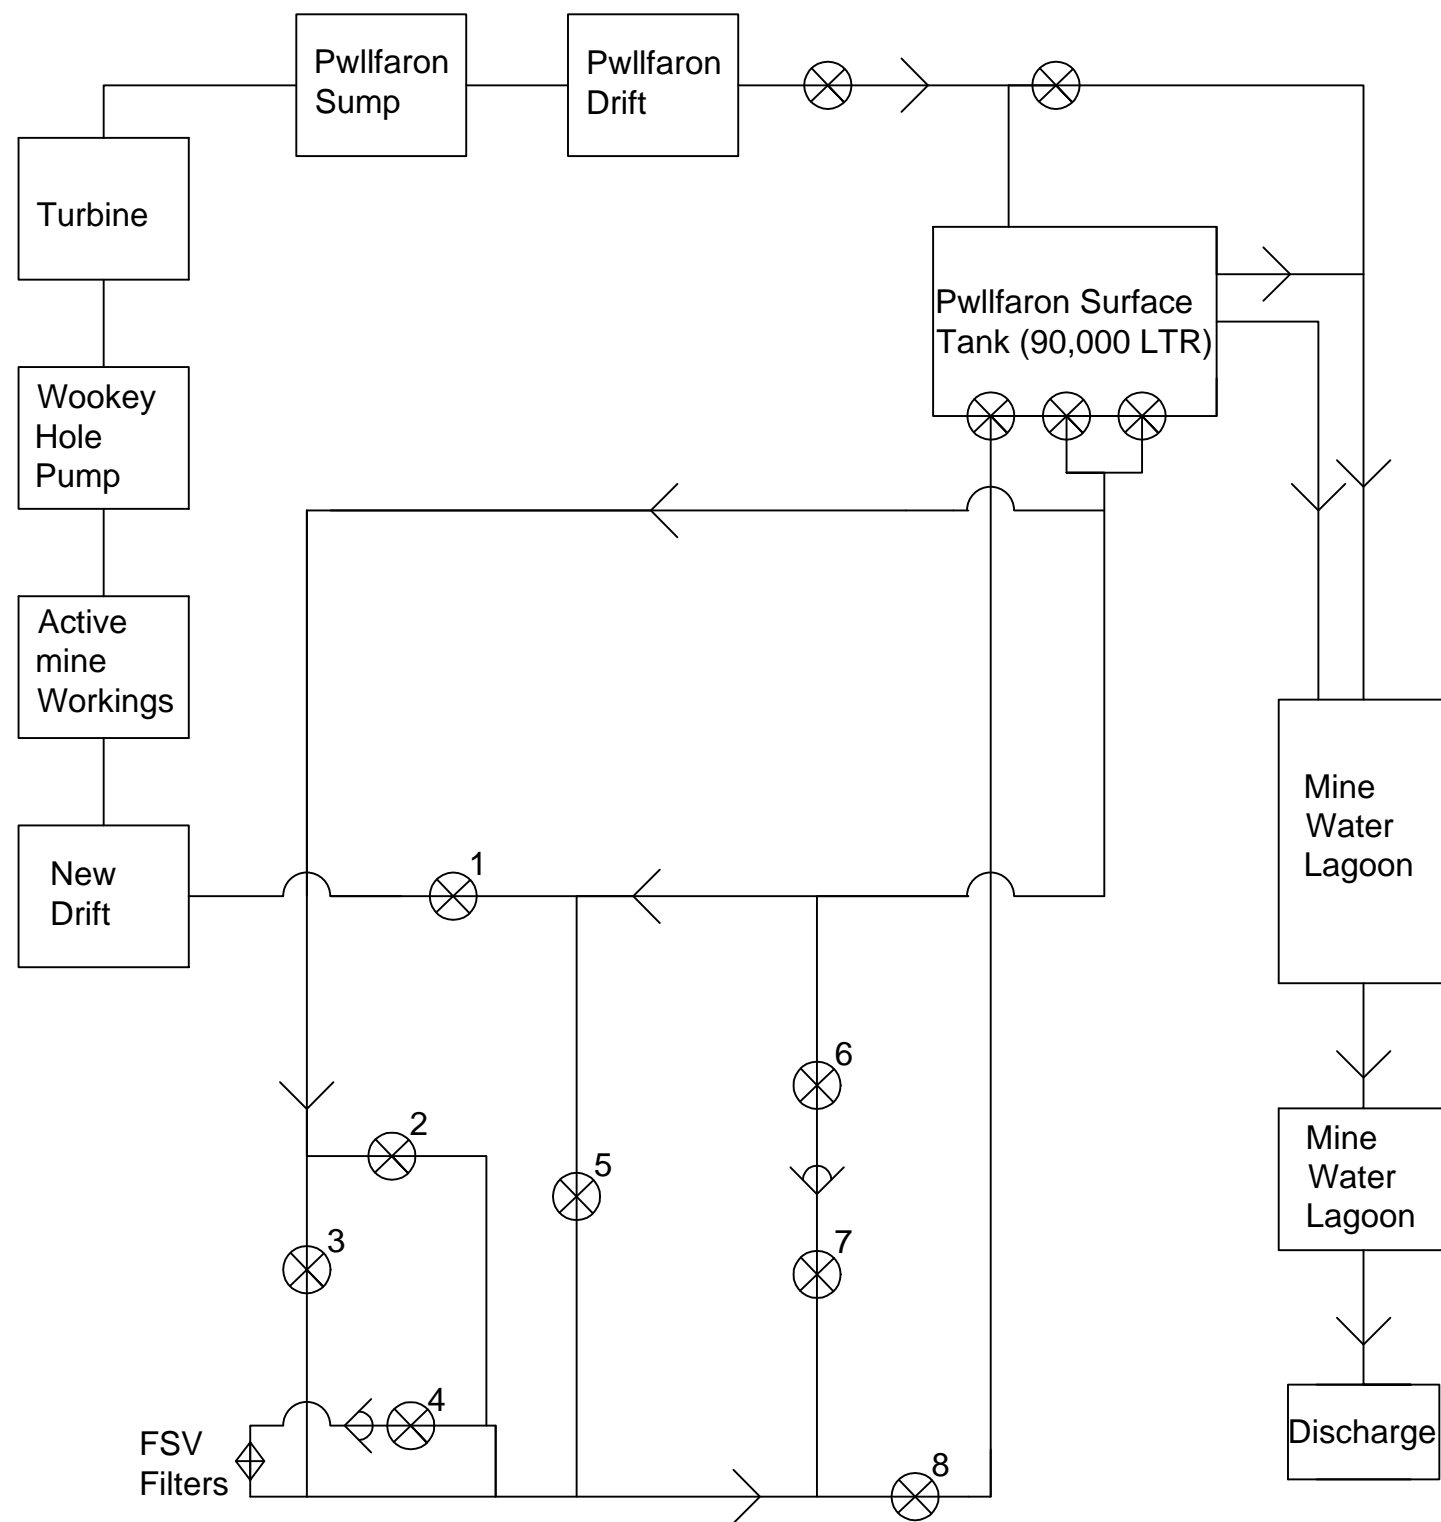 Pwllfaron
Sump
Pwllfaron
Drift
Turbine
Pwllfaron Surface
Tank (90,000 LTR)
Wookey
Hole
Pump
Active
mine
Workings
New
Drift
1
Mine
Water
Lagoon
6
2
5
7
3
Mine
Water
Lagoon
4
FSV
Filters
8
Discharge